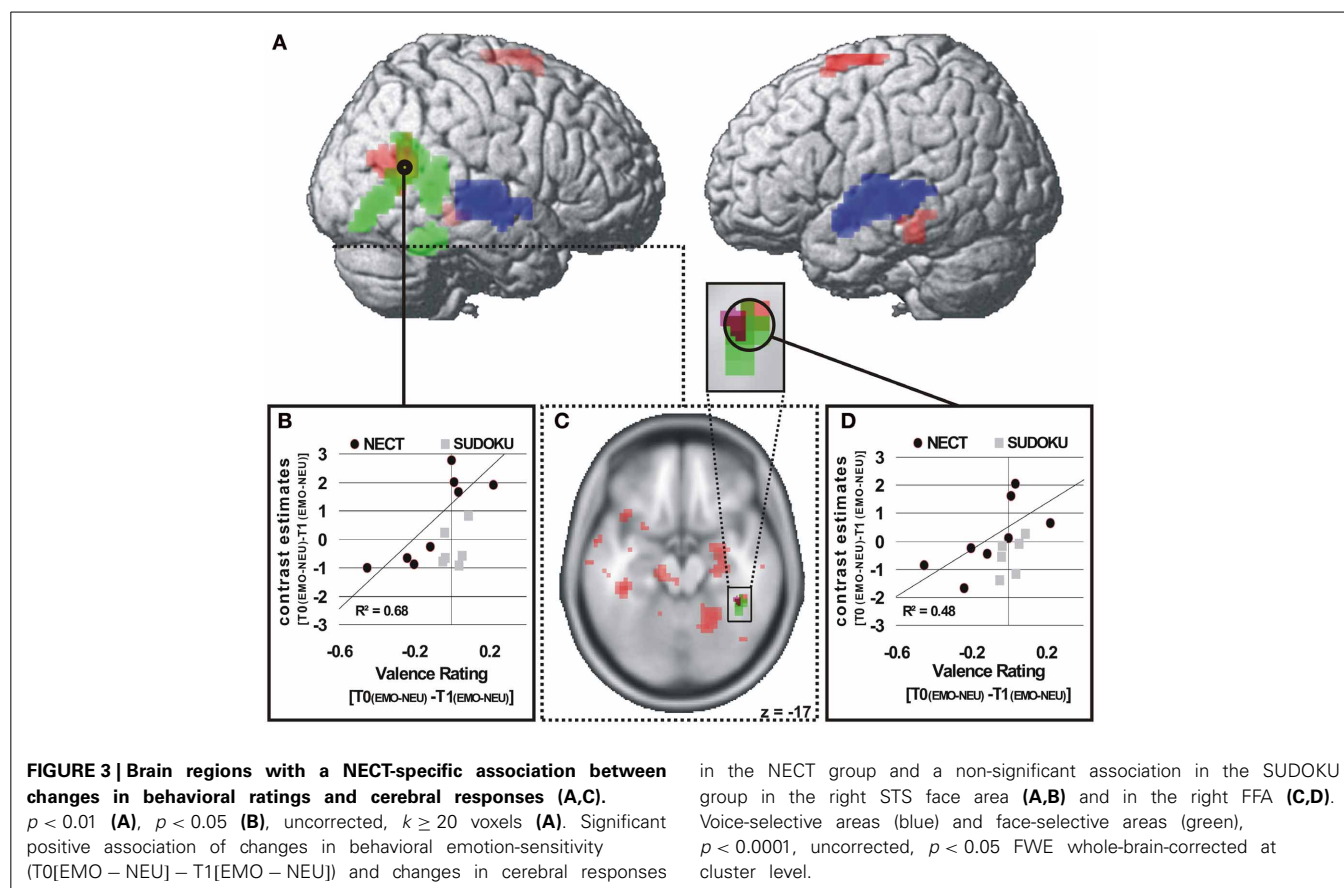 A
B
NECT SUDOKU
contrast estimates
[T0(EMO-NEU)-T1(EMO-NEU)]
3
2
1
0
-1
-2
-3
R² = 0.68
-0.6 -0.2 0.2
Valence Rating
[T0(EMO-NEU) -T1(EMO-NEU)]
C
z = -17
D
NECT SUDOKU
contrast estimates
[T0(EMO-NEU)-T1(EMO-NEU)]
3
2
1
0
-1
-2
-3
R² = 0.48
-0.6 -0.2 0.2
Valence Rating
[T0(EMO-NEU) -T1(EMO-NEU)]
FIGURE 3 | Brain regions with a NECT-specific association between
changes in behavioral ratings and cerebral responses (A,C).
p < 0.01 (A), p < 0.05 (B), uncorrected, k ≥ 20 voxels (A). Significant
positive association of changes in behavioral emotion-sensitivity
(T0[EMO − NEU] − T1[EMO − NEU]) and changes in cerebral responses
in the NECT group and a non-significant association in the SUDOKU
group in the right STS face area (A,B) and in the right FFA (C,D).
Voice-selective areas (blue) and face-selective areas (green),
p < 0.0001, uncorrected, p < 0.05 FWE whole-brain-corrected at
cluster level.